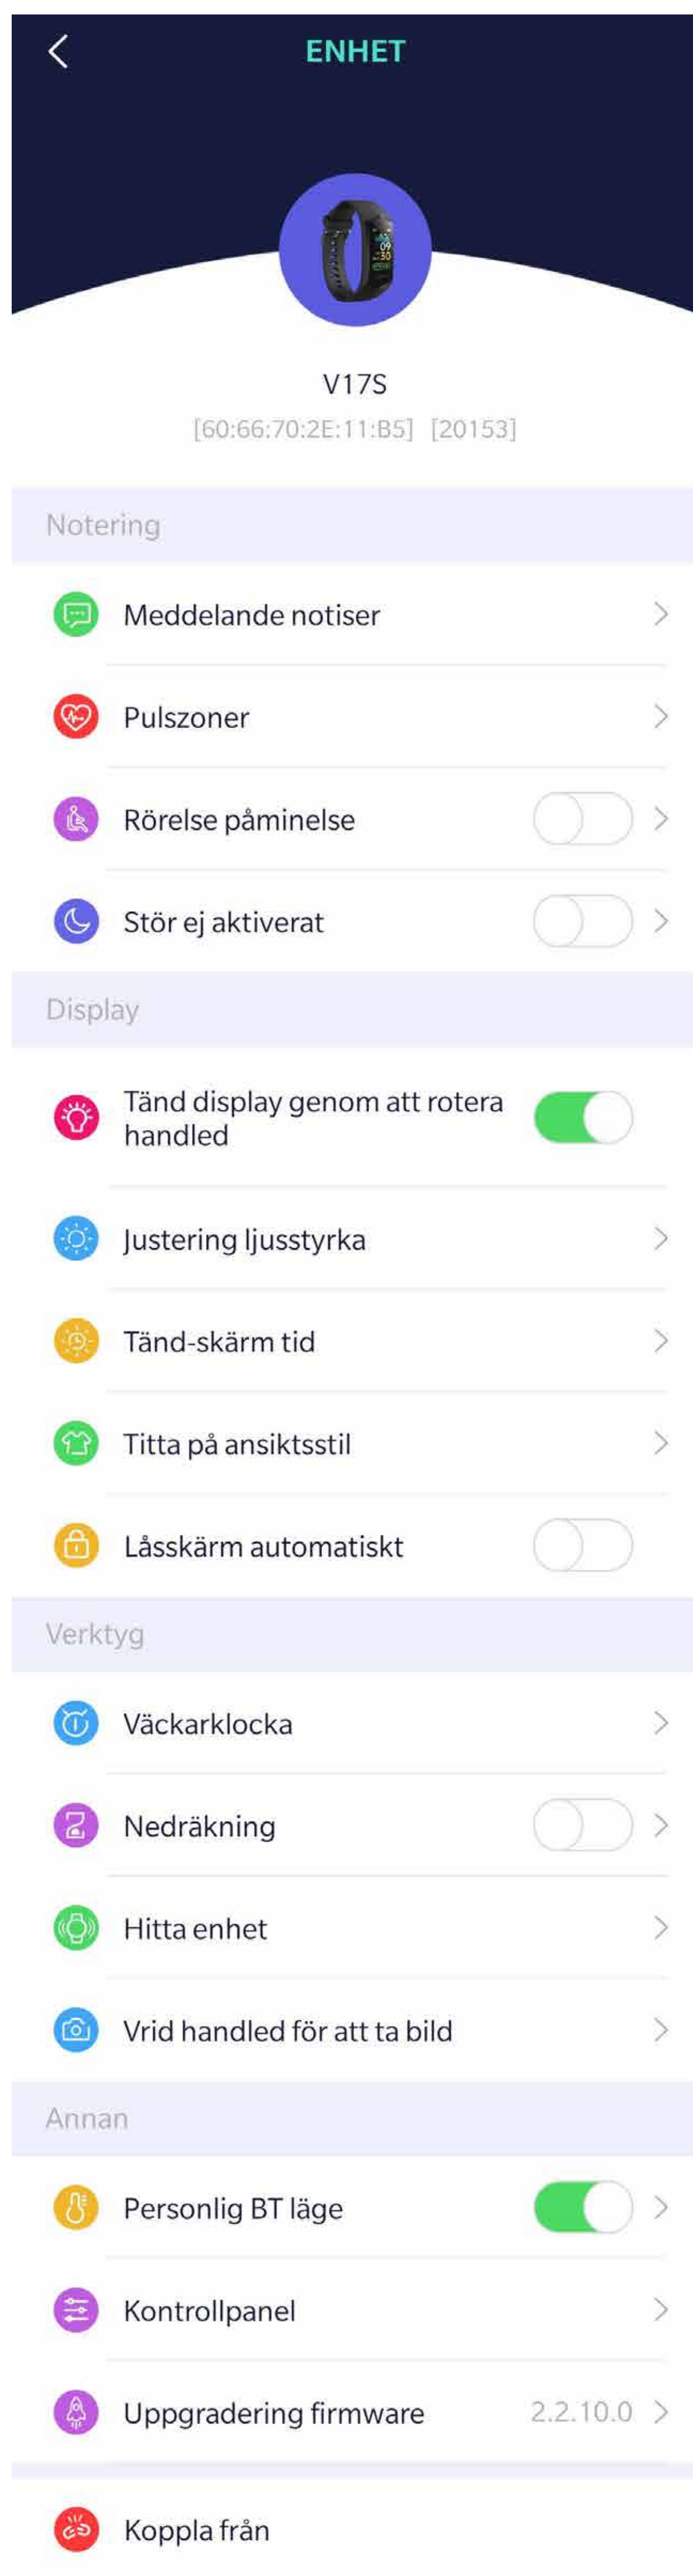 ENHET
09
30
V17S
[60:66:70:2E:11:B5] [20153]
Notering
Meddelande notiser
Pulszoner
Rörelse påminelse
Stör ej aktiverat
Display
Tänd display genom att rotera
handled
Justering ljusstyrka
Tänd-skärm tid
Titta på ansiktsstil
Låsskärm automatiskt
Verktyg
Väckarklocka
Nedräkning
Hitta enhet
Vrid handled för att ta bild
Annan
Personlig BT läge
Kontrollpanel
Uppgradering firmware 2.2.10.0
Koppla från